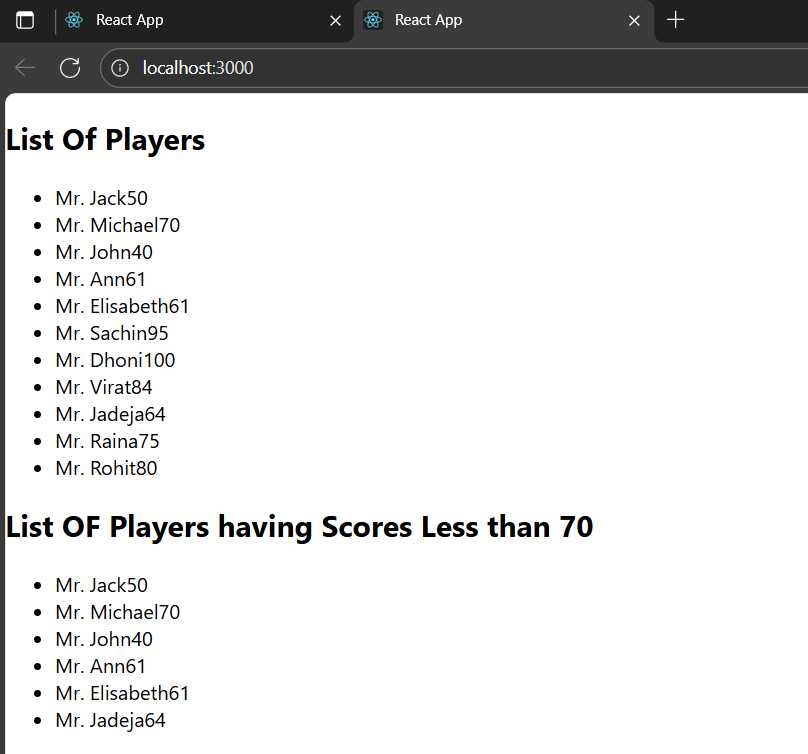 React App
React App
localhost:3000
List Of Players
Mr. Jack50
Mr. Michael70
Mr. John40
Mr. Ann61
Mr. Elisabeth61
Mr. Sachin95
Mr. Dhoni100
Mr. Virat84
Mr. Jadeja64
Mr. Raina75
Mr. Rohit80
List OF Players having Scores Less than 70
Mr. Jack50
Mr. Michael70
Mr. John40
Mr. Ann61
Mr. Elisabeth61
Mr. Jadeja64